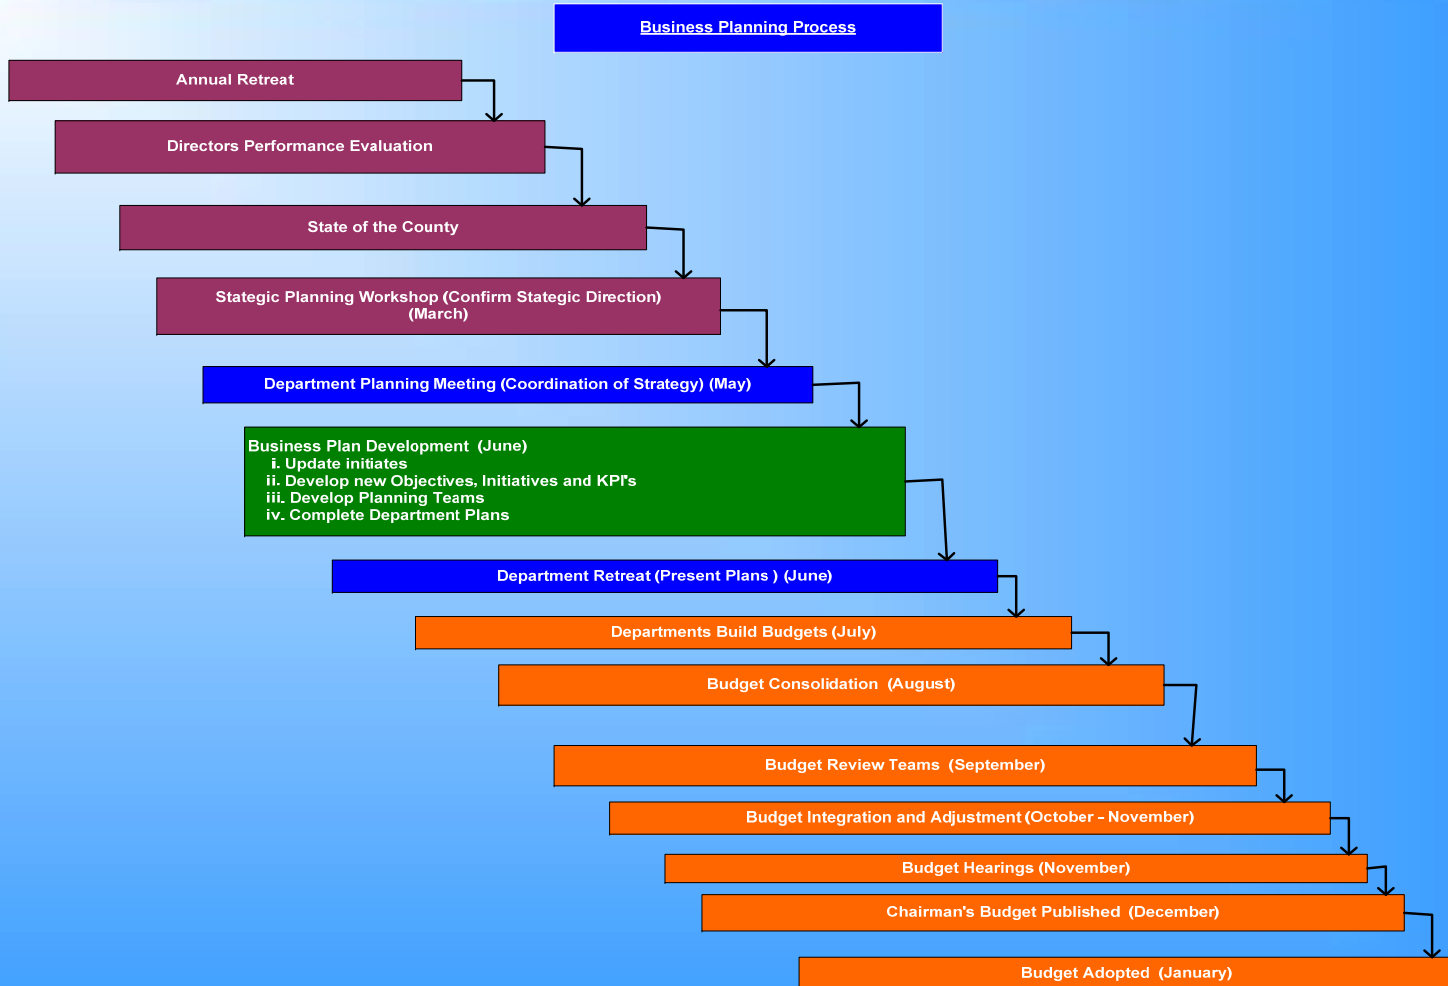 Business Planning Process
Annual Retreat
Directors Performance Evaluation
State of the County
Stategic Planning Workshop (Confirm Stategic Direction)
(March)
Department Planning Meeting (Coordination of Strategy) (May)
Business Plan Development  (June)
i. Update initiates
ii. Develop new Objectives, Initiatives and KPI's
iii. Develop Planning Teams
iv. Complete Department Plans
Department Retreat (Present Plans ) (June)
Departments Build Budgets (July)
Budget Consolidation  (August)
Budget Review Teams  (September)
Budget Integration and Adjustment (October - November)
Budget Hearings (November)
Chairman's Budget Published  (December)
Budget Adopted  (January)